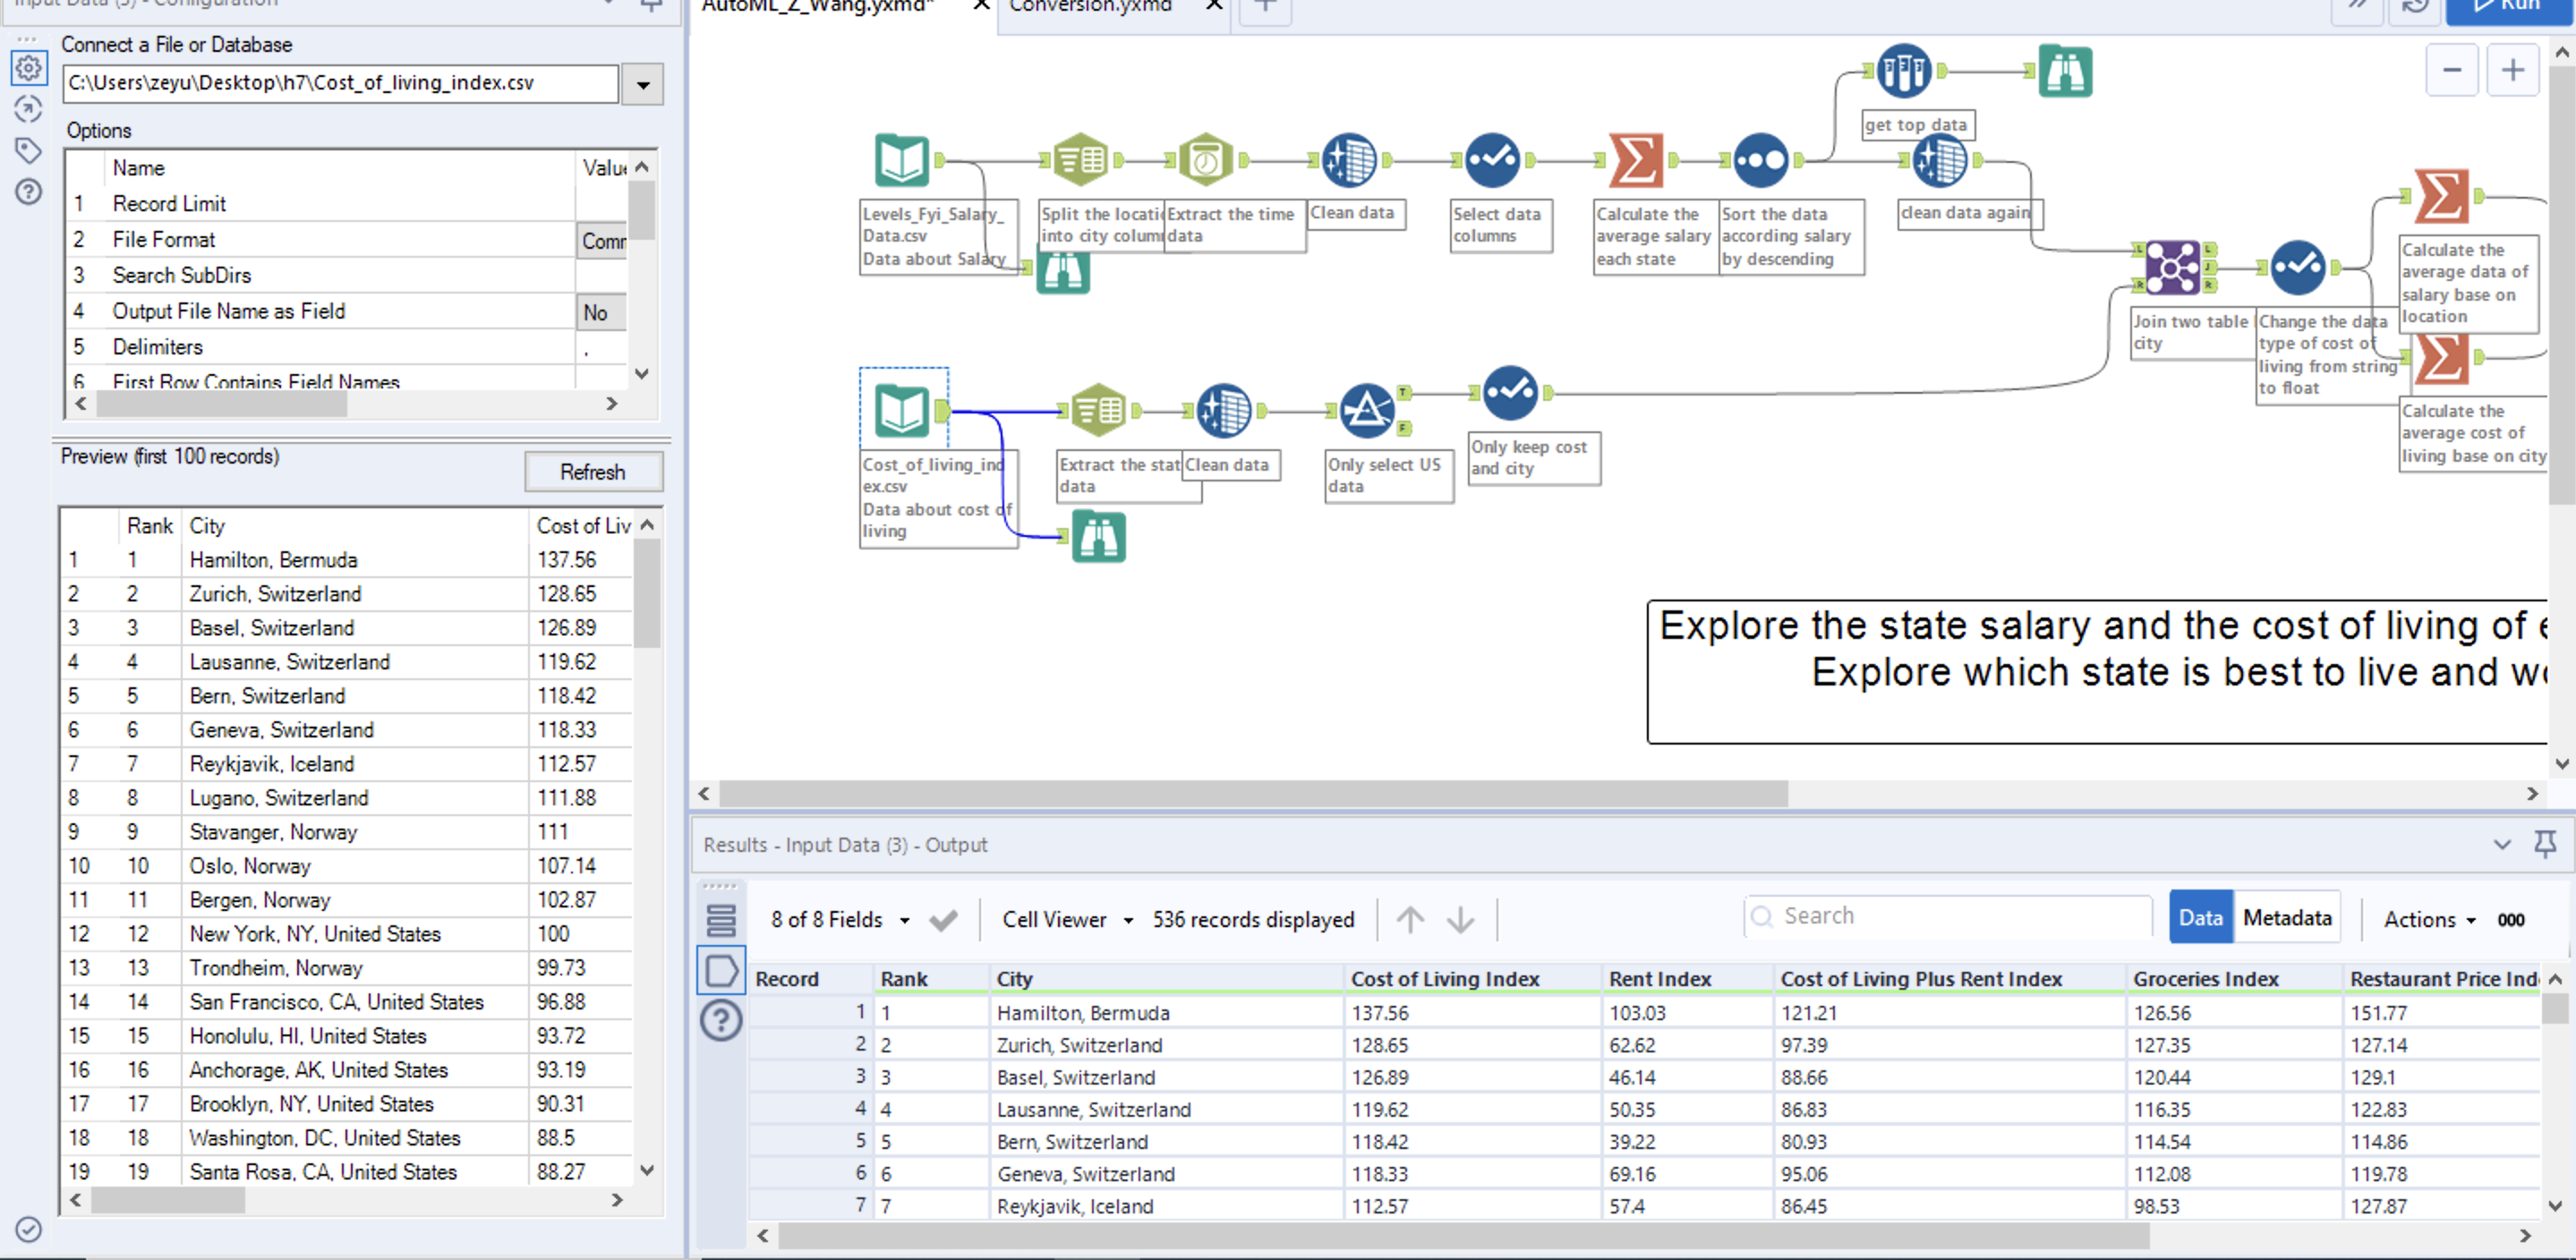 Input Data (3) - Configuration
Connect a File or Database
C:\Users\zeyu\Desktop\h7\Cost_of_living_index.csv
Options
Name Value
1 Record Limit
2 File Format Comm
3 Search SubDirs
4 Output File Name as Field No
5 Delimiters ,
6 First Row Contains Field Names
Preview (first 100 records)
Refresh
Rank City Cost of Liv
1 1 Hamilton, Bermuda 137.56
2 2 Zurich, Switzerland 128.65
3 3 Basel, Switzerland 126.89
4 4 Lausanne, Switzerland 119.62
5 5 Bern, Switzerland 118.42
6 6 Geneva, Switzerland 118.33
7 7 Reykjavik, Iceland 112.57
8 8 Lugano, Switzerland 111.88
9 9 Stavanger, Norway 111
10 10 Oslo, Norway 107.14
11 11 Bergen, Norway 102.87
12 12 New York, NY, United States 100
13 13 Trondheim, Norway 99.73
14 14 San Francisco, CA, United States 96.88
15 15 Honolulu, HI, United States 93.72
16 16 Anchorage, AK, United States 93.19
17 17 Brooklyn, NY, United States 90.31
18 18 Washington, DC, United States 88.5
19 19 Santa Rosa, CA, United States 88.27
AutoML_Z_Wang.yxmd*
Conversion.yxmd
Run
get top data
Levels_Fyi_Salary_
Data.csv
Data about Salary
Split the locati
into city colum
Extract the time
data
Clean data
Select data
columns
Calculate the
average salary
each state
Sort the data
according salary
by descending
clean data again
Join two table
city
Change the data
type of cost of
living from string
to float
Calculate the
average data of
salary base on
location
Calculate the
average cost of
living base on city
Cost_of_living_ind
ex.csv
Data about cost of
living
Extract the stat
data
Clean data
Only select US
data
T
F
Only keep cost
and city
L
R
L
J
R
Explore the state salary and the cost of living of e
Explore which state is best to live and wo
Results - Input Data (3) - Output
8 of 8 Fields
Cell Viewer
536 records displayed
Search
Data
Metadata
Actions
000
Record Rank City Cost of Living Index Rent Index Cost of Living Plus Rent Index Groceries Index Restaurant Price Ind
1 1 Hamilton, Bermuda 137.56 103.03 121.21 126.56 151.77
2 2 Zurich, Switzerland 128.65 62.62 97.39 127.35 127.14
3 3 Basel, Switzerland 126.89 46.14 88.66 120.44 129.1
4 4 Lausanne, Switzerland 119.62 50.35 86.83 116.35 122.83
5 5 Bern, Switzerland 118.42 39.22 80.93 114.54 114.86
6 6 Geneva, Switzerland 118.33 69.16 95.06 112.08 119.78
7 7 Reykjavik, Iceland 112.57 57.4 86.45 98.53 127.87